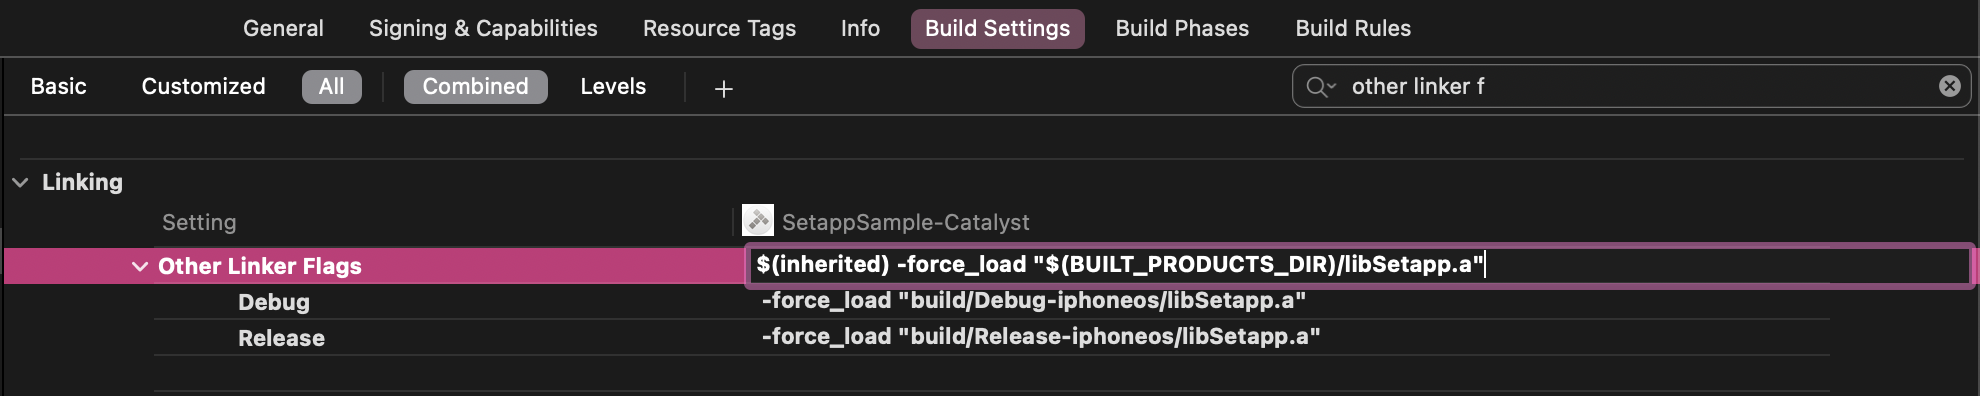 General Signing & Capabilities Resource Tags Info Build Settings Build Phases Build Rules
Basic Customized All Combined Levels + other linker f
Linking
Setting SetappSample-Catalyst
Other Linker Flags $(inherited) -force_load "$(BUILT_PRODUCTS_DIR)/libSetapp.a"
Debug -force_load "build/Debug-iphoneos/libSetapp.a"
Release -force_load "build/Release-iphoneos/libSetapp.a"